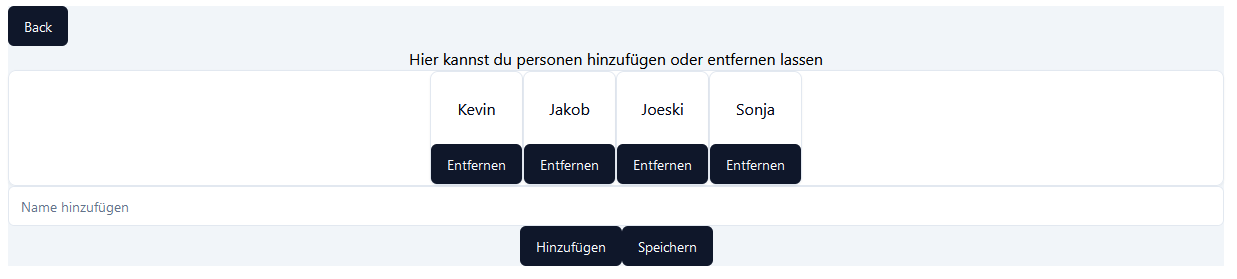 Back
Hier kannst du personen hinzufügen oder entfernen lassen
Kevin Jakob Joeski Sonja
Entfernen Entfernen Entfernen Entfernen
Name hinzufügen
Hinzufügen Speichern